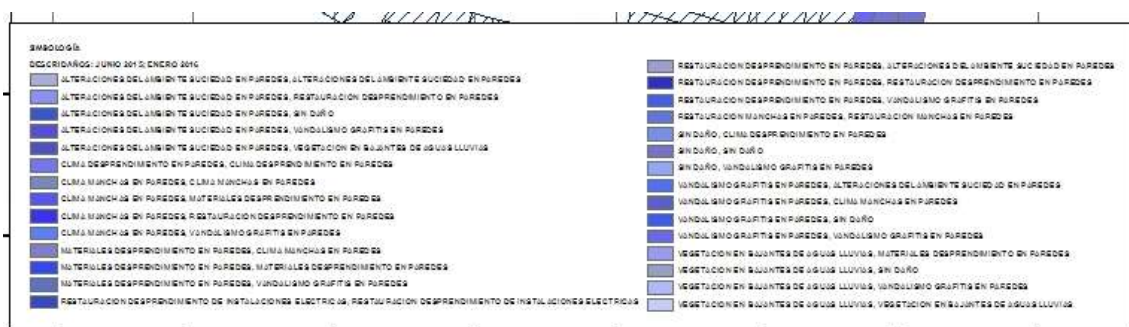 SIMBOLOGÍA
DESCRIDAÑOS: JUNIO 2015; ENERO 2016
ALTERACIONES DEL AMBIENTE SUCIEDAD EN PAREDES, ALTERACIONES DEL AMBIENTE SUCIEDAD EN PAREDES
ALTERACIONES DEL AMBIENTE SUCIEDAD EN PAREDES, RESTAURACION DESPRENDIMIENTO EN PAREDES
ALTERACIONES DEL AMBIENTE SUCIEDAD EN PAREDES, SIN DAÑO
ALTERACIONES DEL AMBIENTE SUCIEDAD EN PAREDES, VANDALISMO GRAFITIS EN PAREDES
ALTERACIONES DEL AMBIENTE SUCIEDAD EN PAREDES, VEGETACION EN BAJANTES DE AGUAS LLUVIAS
CLIMA DESPRENDIMIENTO EN PAREDES, CLIMA DESPRENDIMIENTO EN PAREDES
CLIMA MANCHAS EN PAREDES, CLIMA MANCHAS EN PAREDES
CLIMA MANCHAS EN PAREDES, MATERIALES DESPRENDIMIENTO EN PAREDES
CLIMA MANCHAS EN PAREDES, RESTAURACION DESPRENDIMIENTO EN PAREDES
CLIMA MANCHAS EN PAREDES, VANDALISMO GRAFITIS EN PAREDES
MATERIALES DESPRENDIMIENTO EN PAREDES, CLIMA MANCHAS EN PAREDES
MATERIALES DESPRENDIMIENTO EN PAREDES, MATERIALES DESPRENDIMIENTO EN PAREDES
MATERIALES DESPRENDIMIENTO EN PAREDES, VANDALISMO GRAFITIS EN PAREDES
RESTAURACION DESPRENDIMIENTO DE INSTALACIONES ELECTRICAS, RESTAURACION DESPRENDIMIENTO DE INSTALACIONES ELECTRICAS
RESTAURACION DESPRENDIMIENTO EN PAREDES, ALTERACIONES DEL AMBIENTE SUCIEDAD EN PAREDES
RESTAURACION DESPRENDIMIENTO EN PAREDES, RESTAURACION DESPRENDIMIENTO EN PAREDES
RESTAURACION DESPRENDIMIENTO EN PAREDES, VANDALISMO GRAFITIS EN PAREDES
RESTAURACION MANCHAS EN PAREDES, RESTAURACION MANCHAS EN PAREDES
SIN DAÑO, CLIMA DESPRENDIMIENTO EN PAREDES
SIN DAÑO, SIN DAÑO
SIN DAÑO, VANDALISMO GRAFITIS EN PAREDES
VANDALISMO GRAFITIS EN PAREDES, ALTERACIONES DEL AMBIENTE SUCIEDAD EN PAREDES
VANDALISMO GRAFITIS EN PAREDES, CLIMA MANCHAS EN PAREDES
VANDALISMO GRAFITIS EN PAREDES, SIN DAÑO
VANDALISMO GRAFITIS EN PAREDES, VANDALISMO GRAFITIS EN PAREDES
VEGETACION EN BAJANTES DE AGUAS LLUVIAS, MATERIALES DESPRENDIMIENTO EN PAREDES
VEGETACION EN BAJANTES DE AGUAS LLUVIAS, SIN DAÑO
VEGETACION EN BAJANTES DE AGUAS LLUVIAS, VANDALISMO GRAFITIS EN PAREDES
VEGETACION EN BAJANTES DE AGUAS LLUVIAS, VEGETACION EN BAJANTES DE AGUAS LLUVIAS